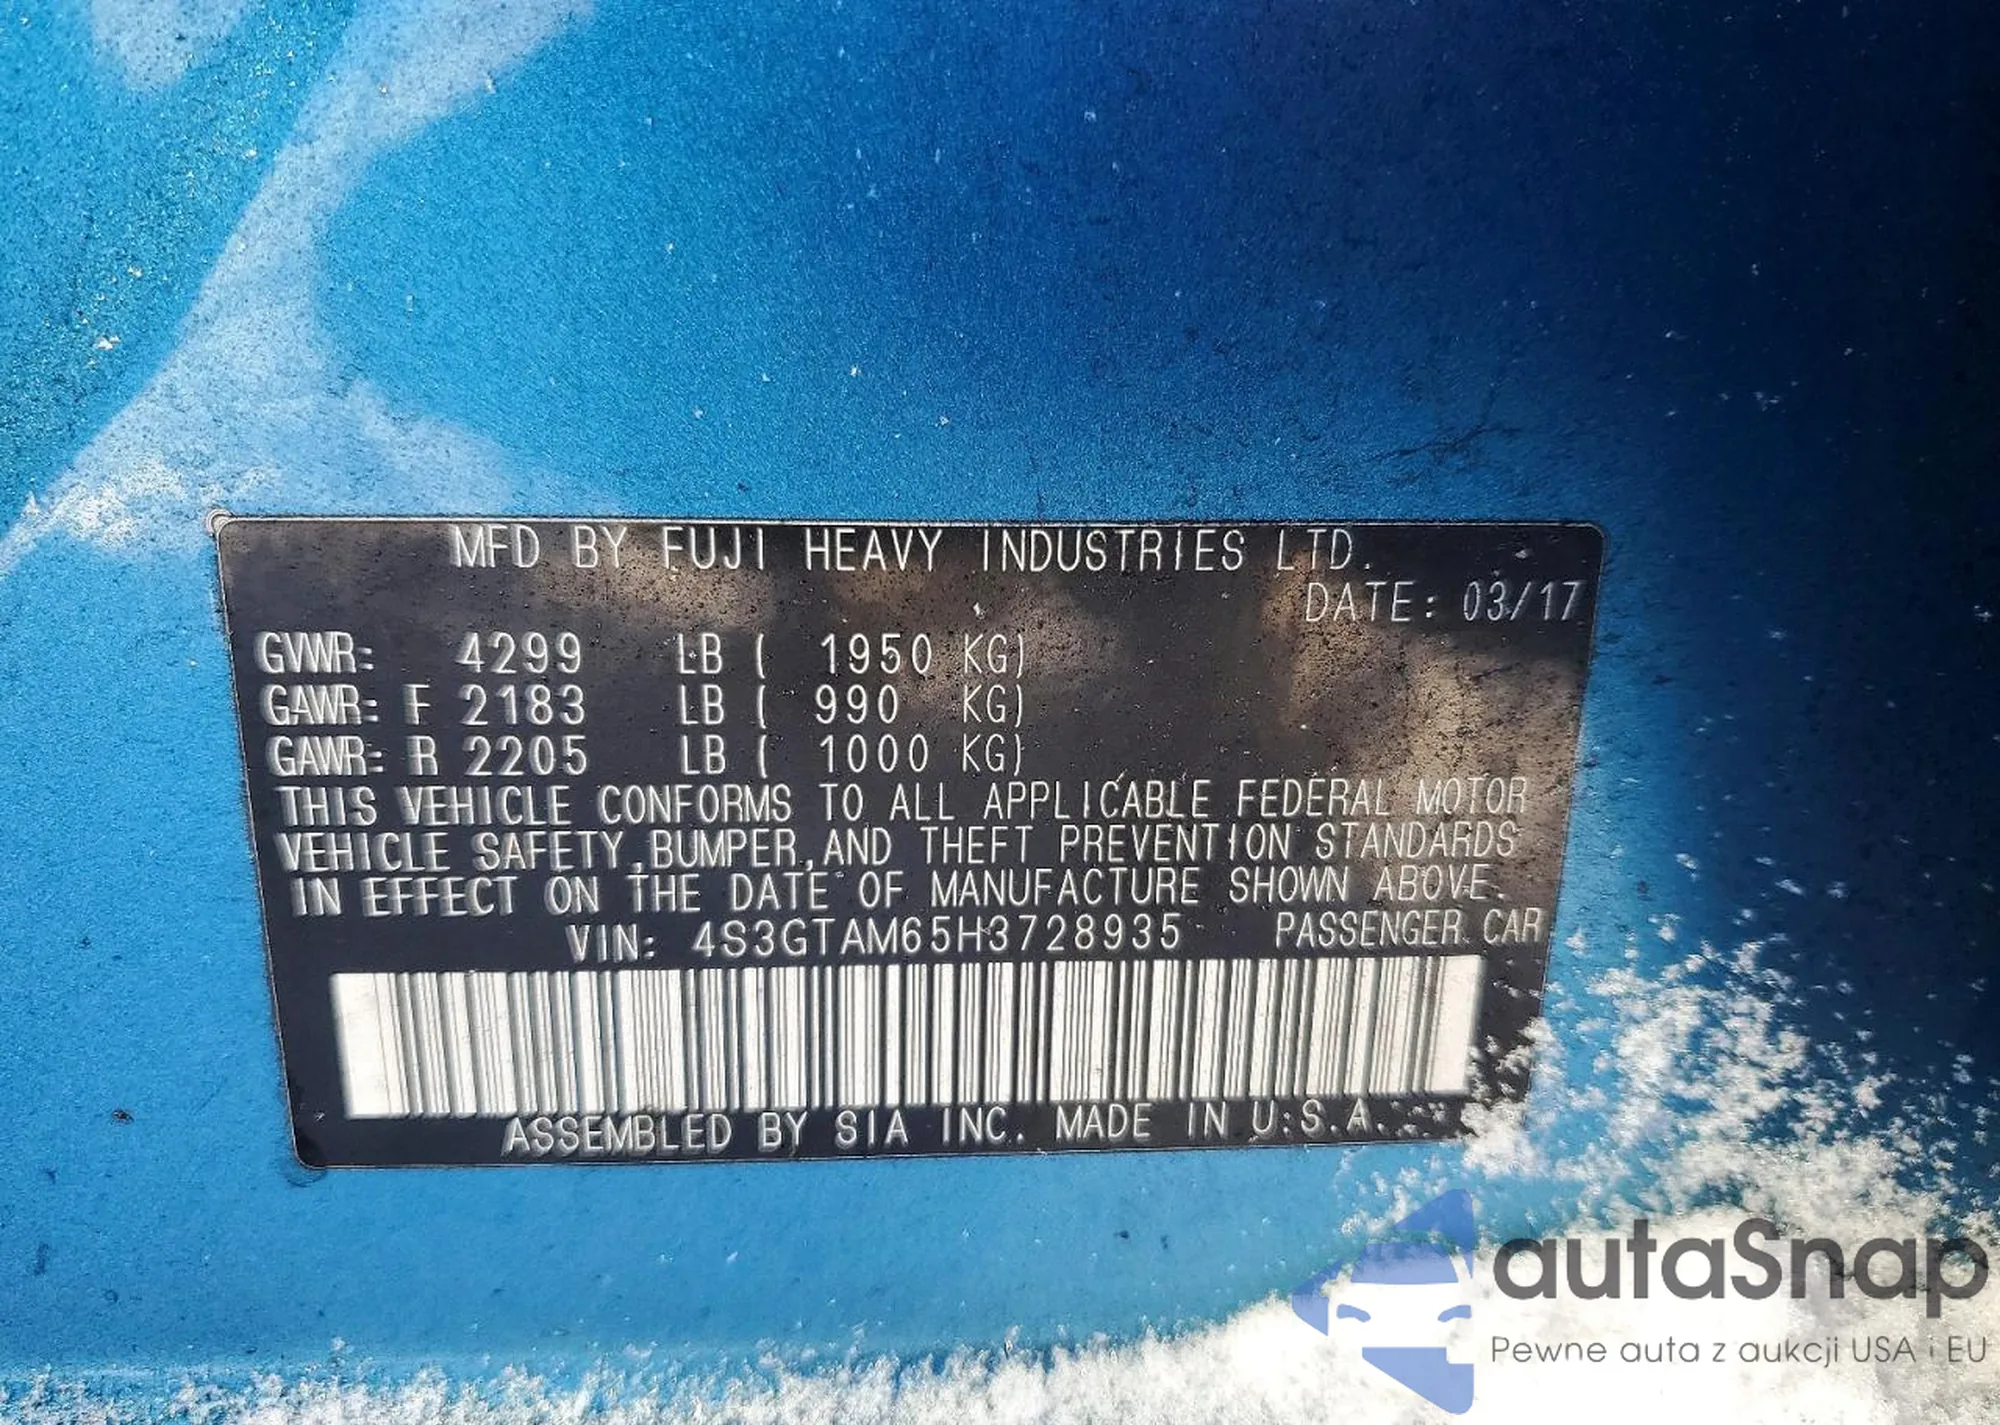 MFD BY FUJI HEAVY INDUSTRIES LTD.
DATE: 03/17
GVWR: 4299 LB ( 1950 KG)
GAWR: F 2183 LB ( 990 KG)
GAWR: R 2205 LB ( 1000 KG)
THIS VEHICLE CONFORMS TO ALL APPLICABLE FEDERAL MOTOR
VEHICLE SAFETY,BUMPER,AND THEFT PREVENTION STANDARDS
IN EFFECT ON THE DATE OF MANUFACTURE SHOWN ABOVE.
VIN: 4S3GTAM65H3728935 PASSENGER CAR
ASSEMBLED BY SIA INC. MADE IN U.S.A.
autaSnap
Pewne auta z aukcji USA i EU